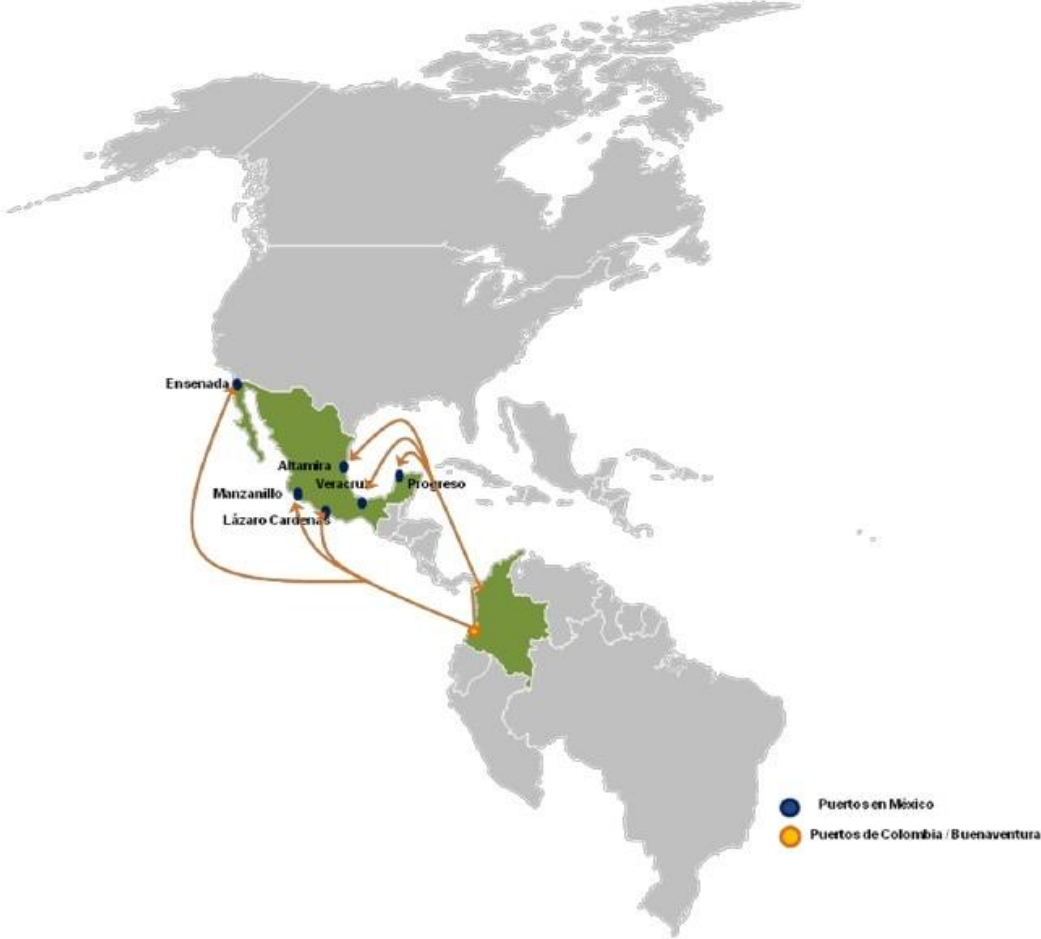 Ensenada
Altamira
Veracruz
Progreso
Manzanillo
Lázaro Cardenas
Puertos en México
Puertos de Colombia / Buenaventura